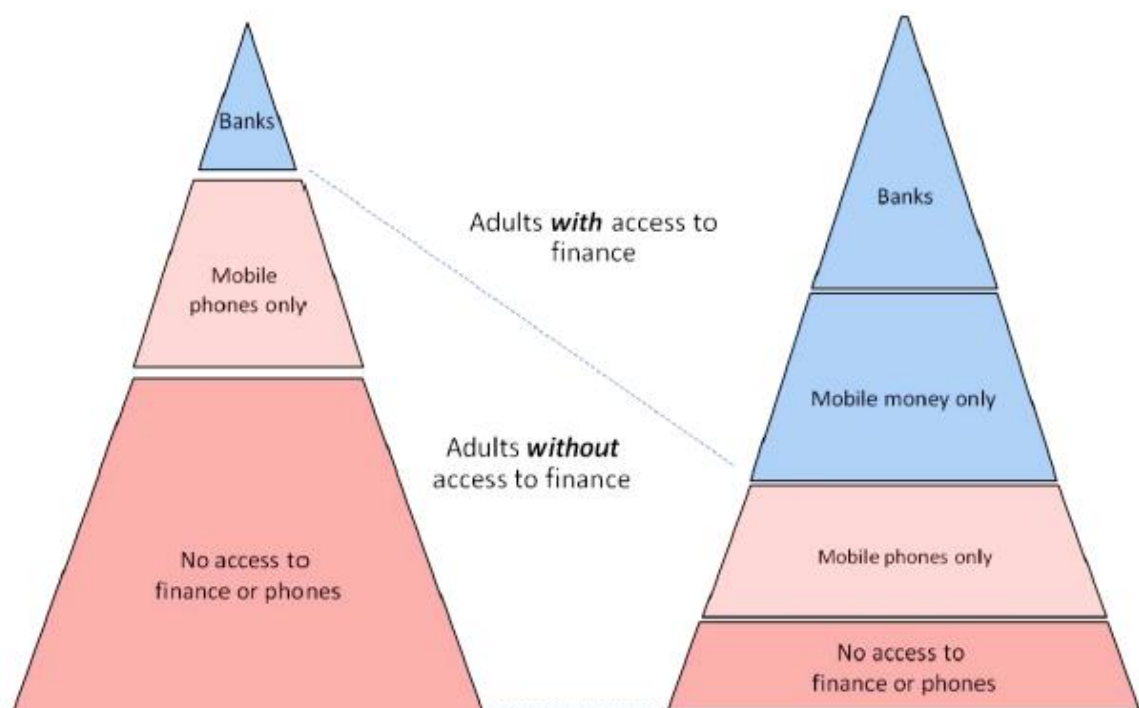 Banks
Mobile
phones only
No access to
finance or phones
Adults with access to
finance
Adults without
access to finance
Banks
Mobile money only
Mobile phones only
No access to
finance or phones